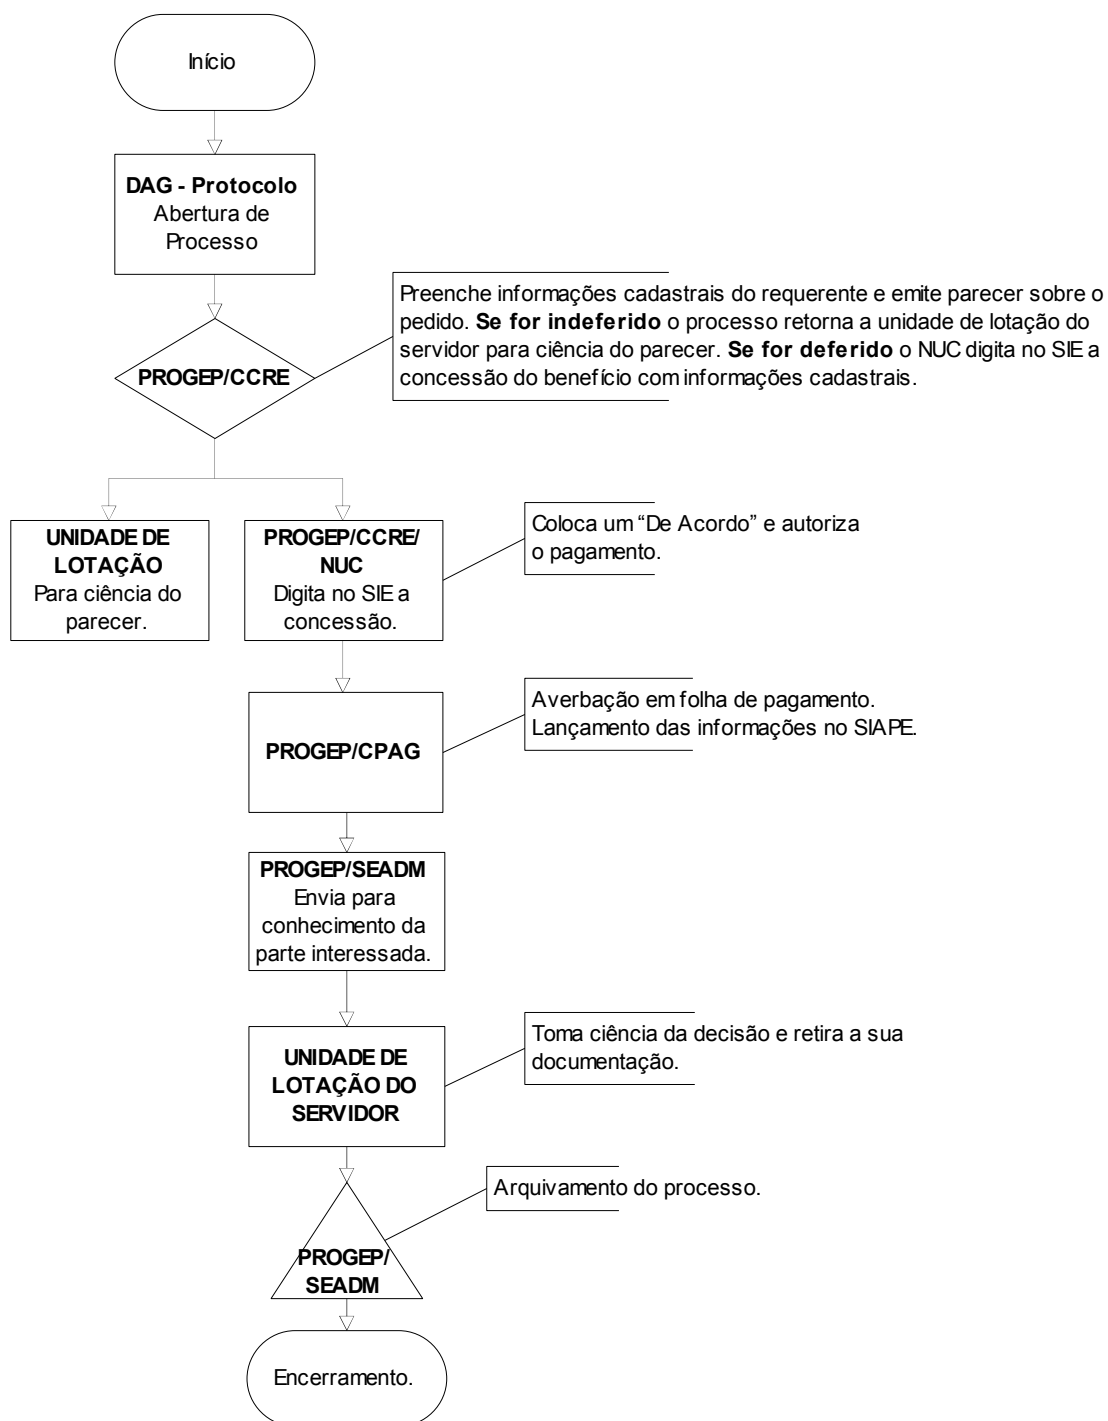 Início
DAG - Protocolo
Abertura de
Processo
Preenche informações cadastrais do requerente e emite parecer sobre o
pedido. Se for indeferido o processo retorna a unidade de lotação do
servidor para ciência do parecer. Se for deferido o NUC digita no SIE a
concessão do benefício com informações cadastrais.
PROGEP/CCRE
UNIDADE DE
LOTAÇÃO
Para ciência do
parecer.
PROGEP/CCRE/
NUC
Digita no SIE a
concessão.
Coloca um “De Acordo” e autoriza
o pagamento.
PROGEP/CPAG
Averbação em folha de pagamento.
Lançamento das informações no SIAPE.
PROGEP/SEADM
Envia para
conhecimento da
parte interessada.
UNIDADE DE
LOTAÇÃO DO
SERVIDOR
Toma ciência da decisão e retira a sua
documentação.
Arquivamento do processo.
PROGEP/
SEADM
Encerramento.